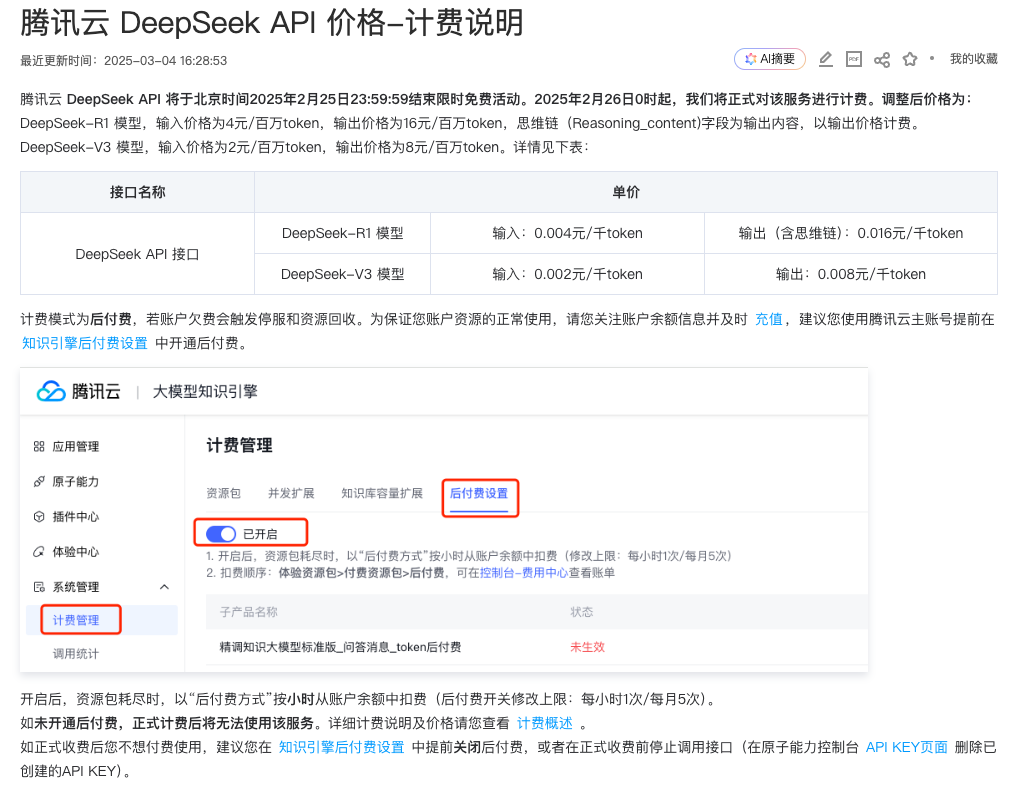 腾讯云 DeepSeek API 价格-计费说明
最近更新时间：2025-03-04 16:28:53
AI摘要
PDF
我的收藏
腾讯云 DeepSeek API 将于北京时间2025年2月25日23:59:59结束限时免费活动。2025年2月26日0时起，我们将正式对该服务进行计费。调整后价格为：
DeepSeek-R1 模型，输入价格为4元/百万token，输出价格为16元/百万token，思维链（Reasoning_content)字段为输出内容，以输出价格计费。
DeepSeek-V3 模型，输入价格为2元/百万token，输出价格为8元/百万token。详情见下表：
接口名称 单价
DeepSeek API 接口
DeepSeek-R1 模型 输入：0.004元/千token 输出（含思维链）：0.016元/千token
DeepSeek-V3 模型 输入：0.002元/千token 输出：0.008元/千token
计费模式为后付费，若账户欠费会触发停服和资源回收。为保证您账户资源的正常使用，请您关注账户余额信息并及时 充值，建议您使用腾讯云主账号提前在
知识引擎后付费设置 中开通后付费。
腾讯云 | 大模型知识引擎
应用管理
原子能力
插件中心
体验中心
系统管理
计费管理
调用统计
计费管理
资源包 并发扩展 知识库容量扩展 后付费设置
已开启
1. 开启后，资源包耗尽时，以“后付费方式”按小时从账户余额中扣费（修改上限：每小时1次/每月5次）
2. 扣费顺序：体验资源包>付费资源包>后付费，可在控制台-费用中心查看账单
子产品名称 状态
精调知识大模型标准版_问答消息_token后付费 未生效
开启后，资源包耗尽时，以“后付费方式”按小时从账户余额中扣费（后付费开关修改上限：每小时1次/每月5次）。
如未开通后付费，正式计费后将无法使用该服务。详细计费说明及价格请您查看 计费概述 。
如正式收费后您不想付费使用，建议您在 知识引擎后付费设置 中提前关闭后付费，或者在正式收费前停止调用接口（在原子能力控制台 API KEY页面 删除已
创建的API KEY）。